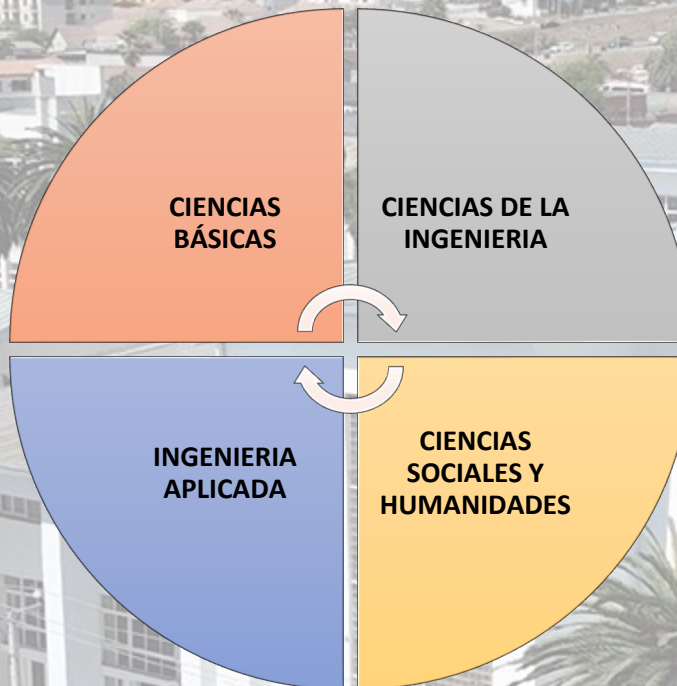 CIENCIAS
BÁSICAS
CIENCIAS DE LA
INGENIERIA
INGENIERIA
APLICADA
CIENCIAS
SOCIALES Y
HUMANIDADES